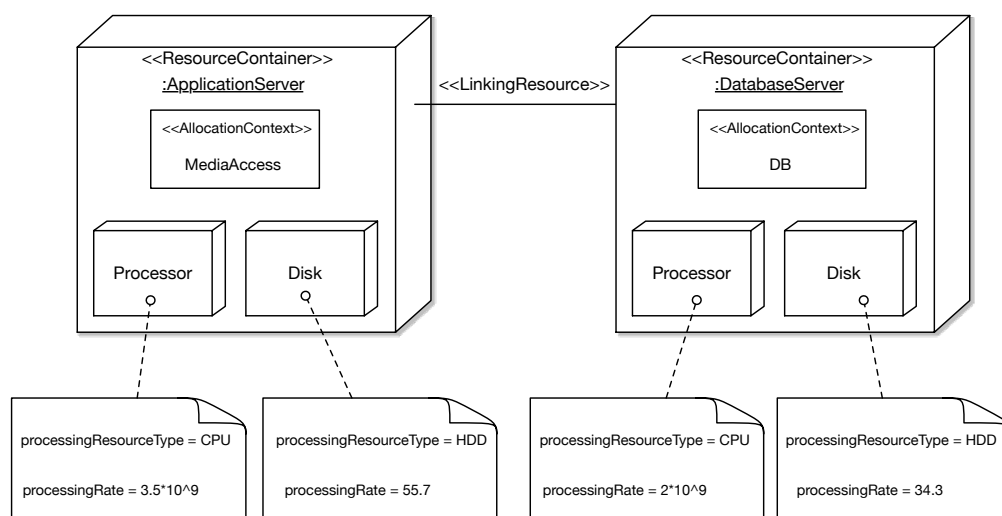 <<ResourceContainer>>
:ApplicationServer
<<AllocationContext>>
MediaAccess
Processor
Disk
<<LinkingResource>>
<<ResourceContainer>>
:DatabaseServer
<<AllocationContext>>
DB
Processor
Disk
processingResourceType = CPU
processingRate = 3.5*10^9
processingResourceType = HDD
processingRate = 55.7
processingResourceType = CPU
processingRate = 2*10^9
processingResourceType = HDD
processingRate = 34.3